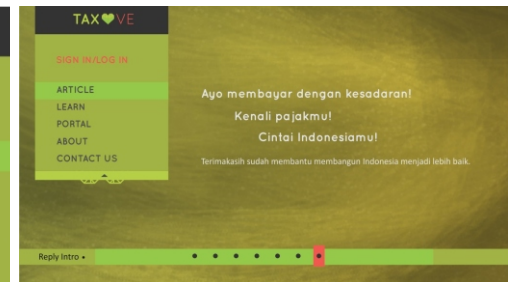 TAX♥VE
SIGN IN/LOG IN
ARTICLE
LEARN
PORTAL
ABOUT
CONTACT US
Ayo membayar dengan kesadaran!
Kenali pajakmu!
Cintai Indonesiamu!
Terimakasih sudah membantu membangun Indonesia menjadi lebih baik.
Reply Intro •